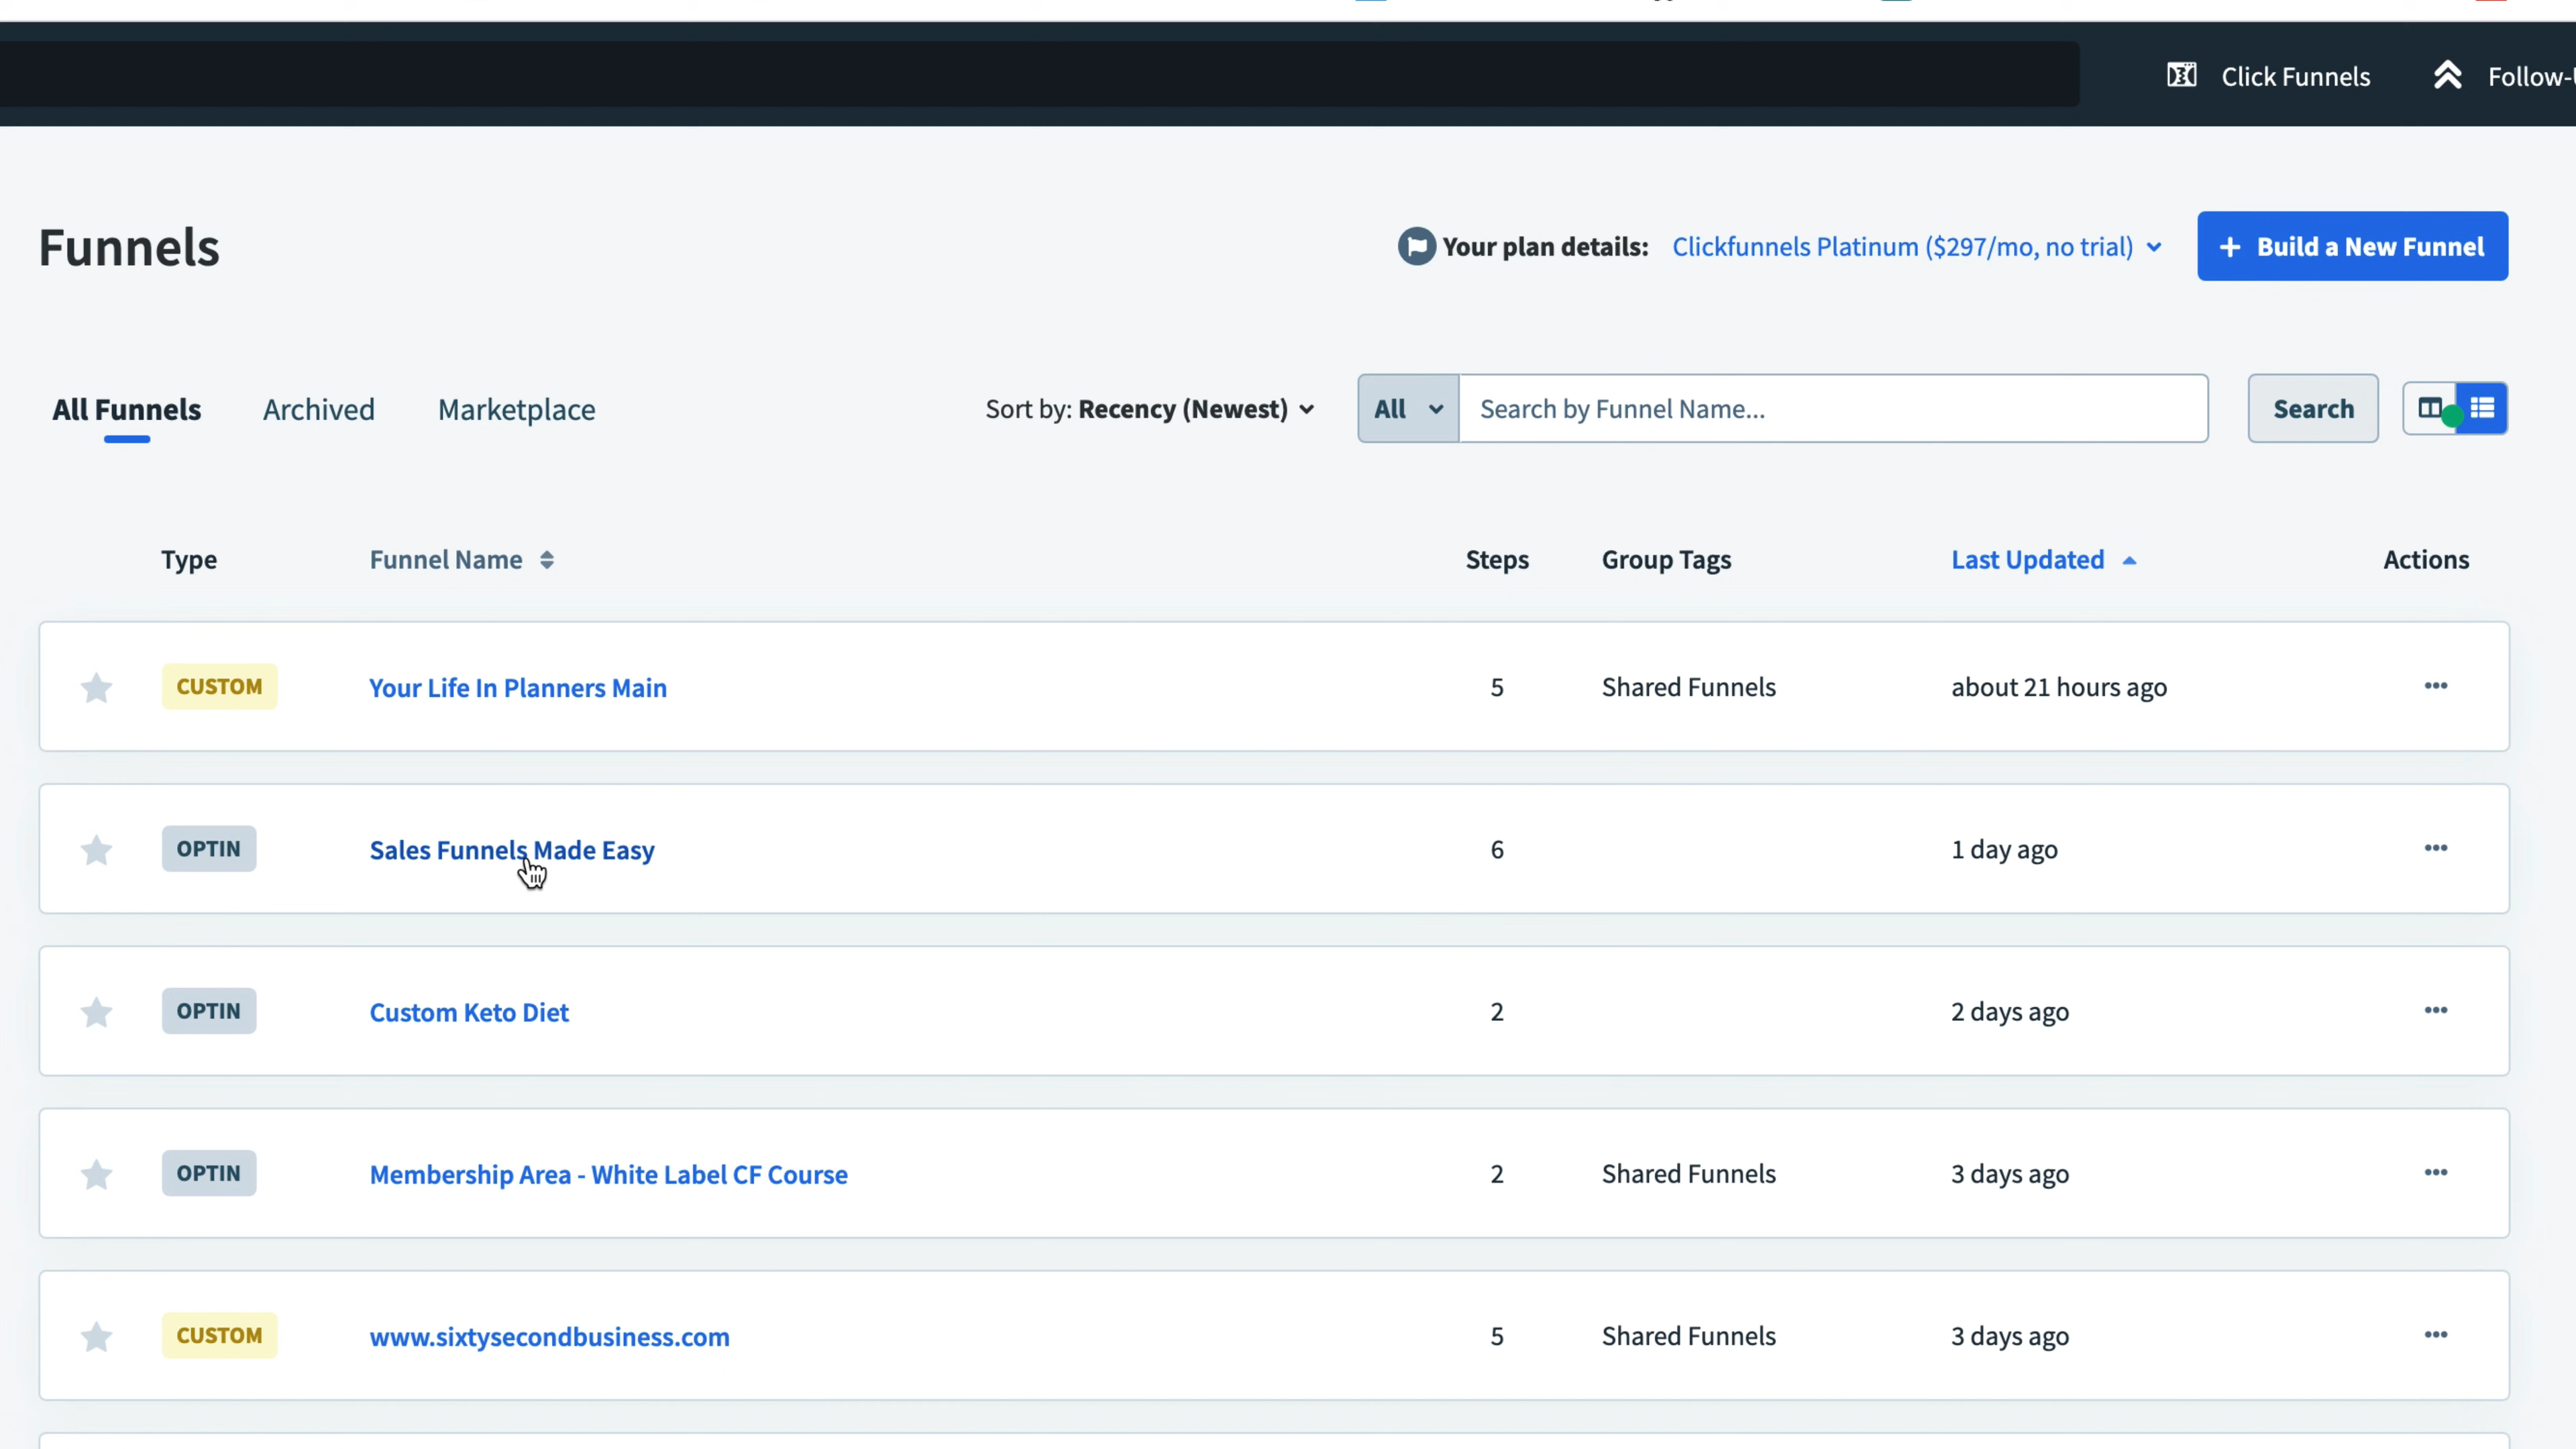 Click Funnels
Follow-
Funnels
Your plan details: Clickfunnels Platinum ($297/mo, no trial)
+ Build a New Funnel
All Funnels Archived Marketplace
Sort by: Recency (Newest)
All
Search by Funnel Name...
Search
Type Funnel Name Steps Group Tags Last Updated Actions
CUSTOM Your Life In Planners Main 5 Shared Funnels about 21 hours ago
OPTIN Sales Funnels Made Easy 6 1 day ago
OPTIN Custom Keto Diet 2 2 days ago
OPTIN Membership Area - White Label CF Course 2 Shared Funnels 3 days ago
CUSTOM www.sixtysecondbusiness.com 5 Shared Funnels 3 days ago